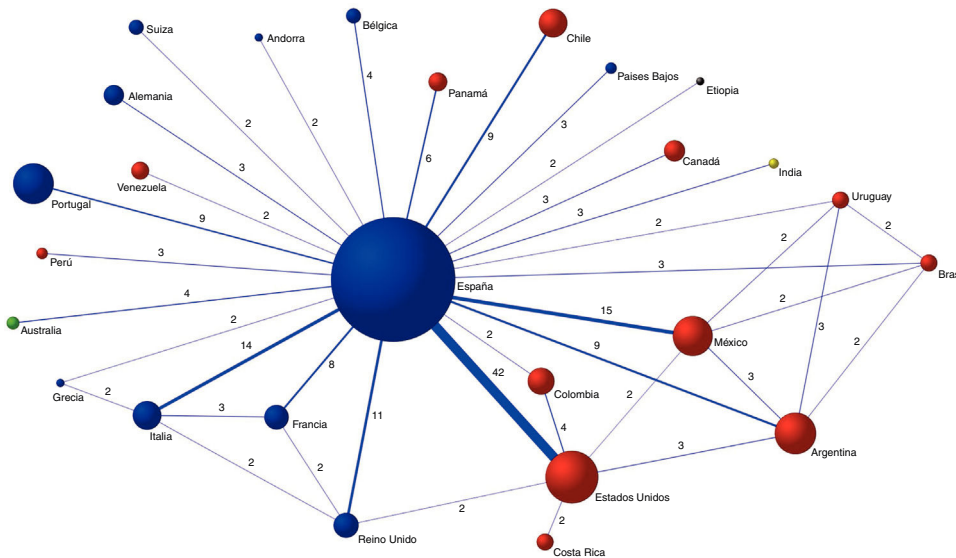 Suiza
Andorra
Bélgica
Chile
4
Paises Bajos
Alemania
Panamá
Etiopia
2
2
3
9
6
2
Canadá
India
Venezuela
3
3
3
Uruguay
Portugal
9
2
2
2
2
Perú
3
3
España
Bras
4
2
Australia
2
15
14
México
9
2
3
8
42
3
2
Grecia
2
Colombia
2
3
11
4
Italia
Francia
3
Argentina
2
2
Estados Unidos
2
2
Reino Unido
Costa Rica